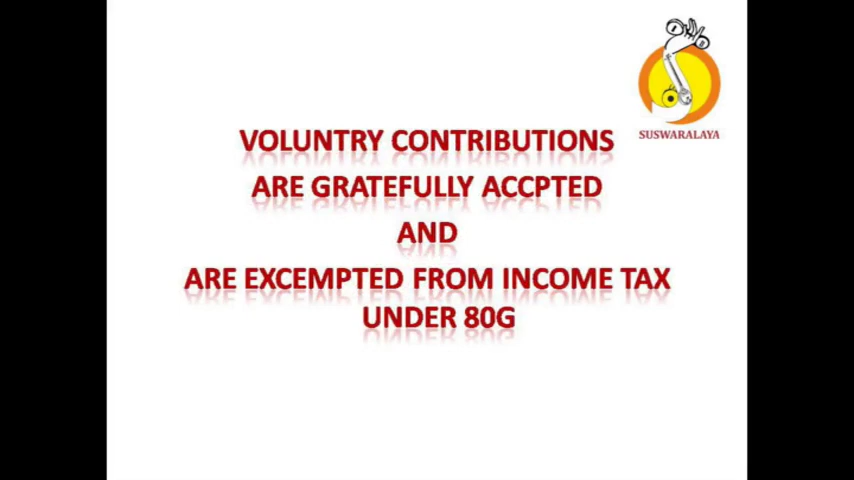 SUSWARALAYA
VOLUNTRY CONTRIBUTIONS
ARE GRATEFULLY ACCPTED
AND
ARE EXCEMPTED FROM INCOME TAX
UNDER 80G